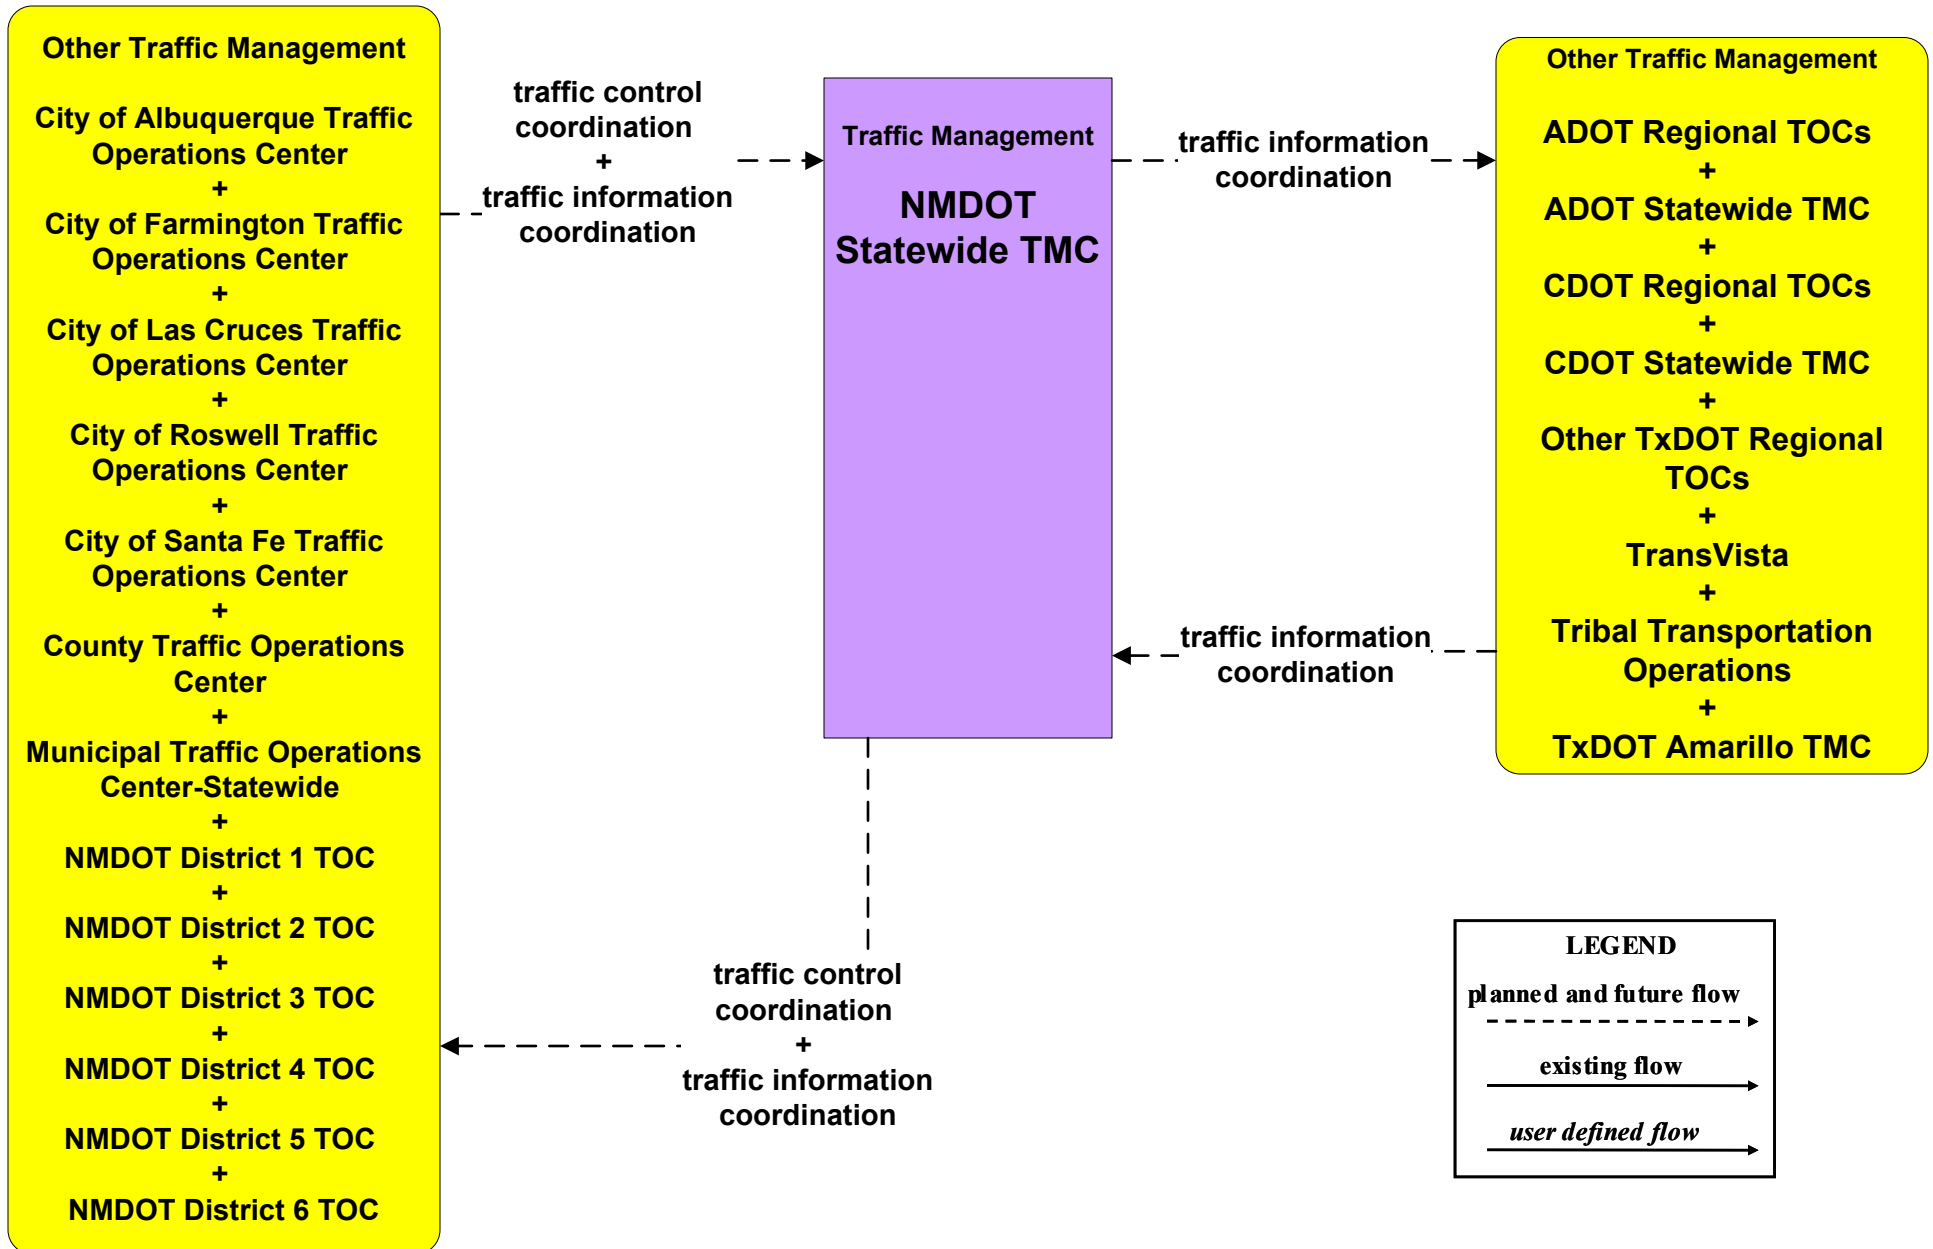 Other Traffic Management
City of Albuquerque Traffic
Operations Center
+
City of Farmington Traffic
Operations Center
+
City of Las Cruces Traffic
Operations Center
+
City of Roswell Traffic
Operations Center
+
City of Santa Fe Traffic
Operations Center
+
County Traffic Operations
Center
+
Municipal Traffic Operations
Center-Statewide
+
NMDOT District 1 TOC
+
NMDOT District 2 TOC
+
NMDOT District 3 TOC
+
NMDOT District 4 TOC
+
NMDOT District 5 TOC
+
NMDOT District 6 TOC
traffic control
coordination
+
traffic information
coordination
Traffic Management
NMDOT
Statewide TMC
traffic control
coordination
+
traffic information
coordination
traffic information
coordination
traffic information
coordination
Other Traffic Management
ADOT Regional TOCs
+
ADOT Statewide TMC
+
CDOT Regional TOCs
+
CDOT Statewide TMC
+
Other TxDOT Regional
TOCs
+
TransVista
+
Tribal Transportation
Operations
+
TxDOT Amarillo TMC
LEGEND
planned and future flow
existing flow
user defined flow